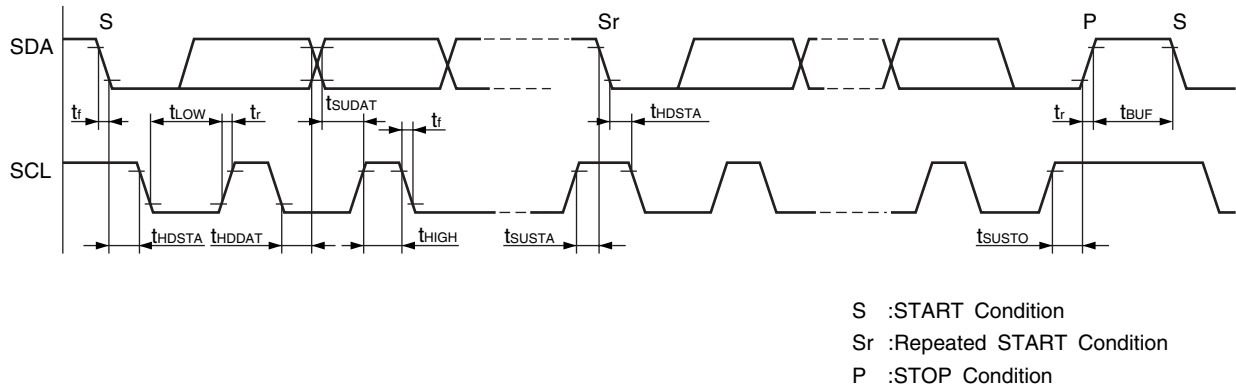 S Sr P S
SDA
tf tLOW tr tSUDAT tf tHDSTA tr tBUF
SCL
tHDSTA tHDDAT tHIGH tSUSTA tSUSTO
S :START Condition
Sr :Repeated START Condition
P :STOP Condition